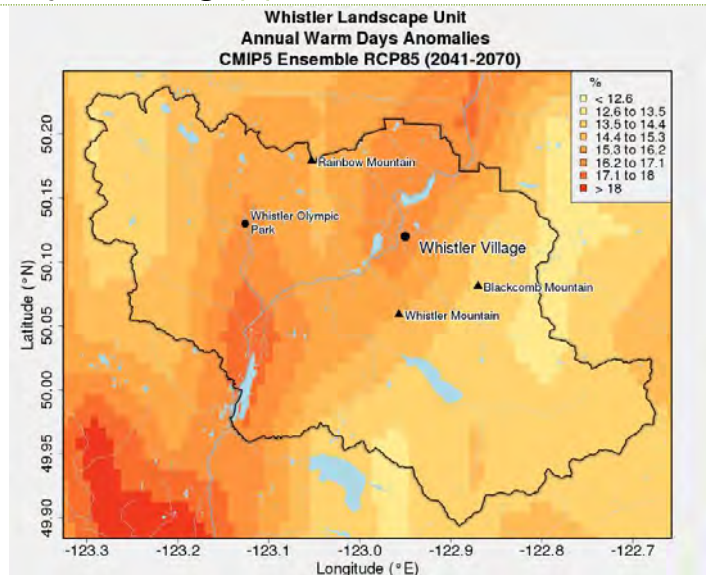 Whistler Landscape Unit
Annual Warm Days Anomalies
CMIP5 Ensemble RCP85 (2041-2070)
%
< 12.6
12.6 to 13.5
13.5 to 14.4
14.4 to 15.3
15.3 to 16.2
16.2 to 17.1
17.1 to 18
> 18
Rainbow Mountain
Whistler Olympic
Park
Whistler Village
Blackcomb Mountain
Whistler Mountain
Latitude (°N)
50.20
50.15
50.10
50.05
50.00
49.95
49.90
-123.3 -123.2 -123.1 -123.0 -122.9 -122.8 -122.7
Longitude (°E)